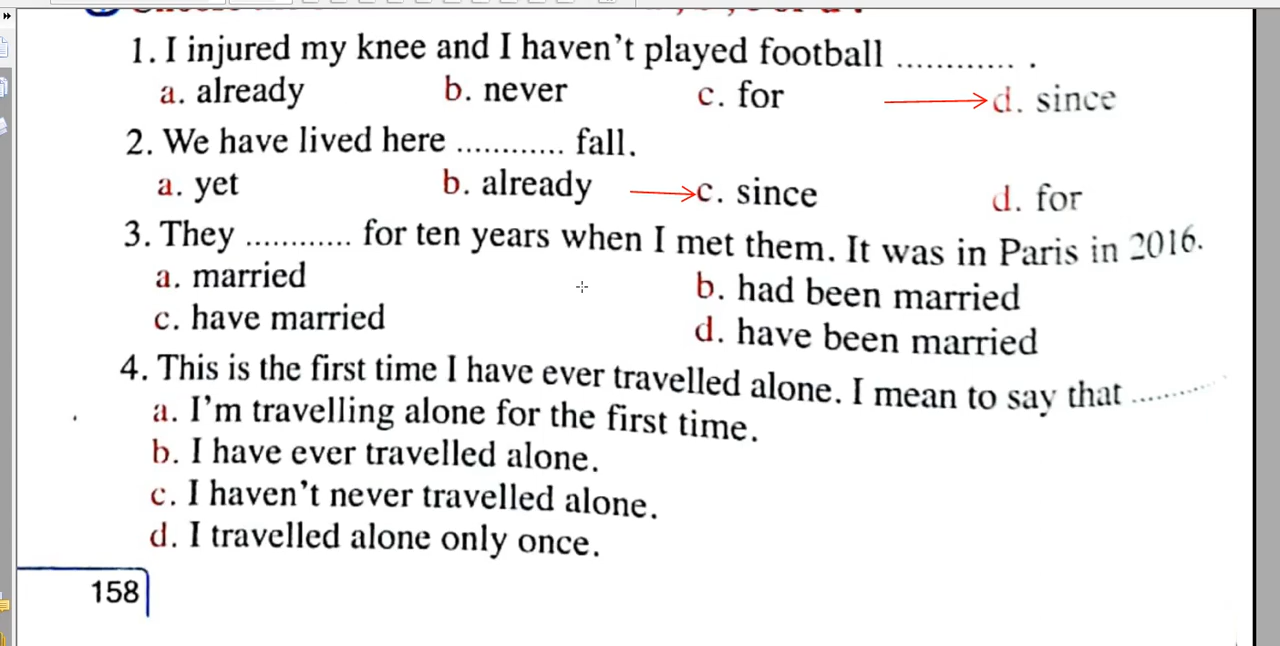 1. I injured my knee and I haven't played football ............ .
a. already b. never c. for d. since
2. We have lived here ............ fall.
a. yet b. already c. since d. for
3. They ............ for ten years when I met them. It was in Paris in 2016.
a. married b. had been married
c. have married d. have been married
4. This is the first time I have ever travelled alone. I mean to say that .........
a. I'm travelling alone for the first time.
b. I have ever travelled alone.
c. I haven't never travelled alone.
d. I travelled alone only once.
158